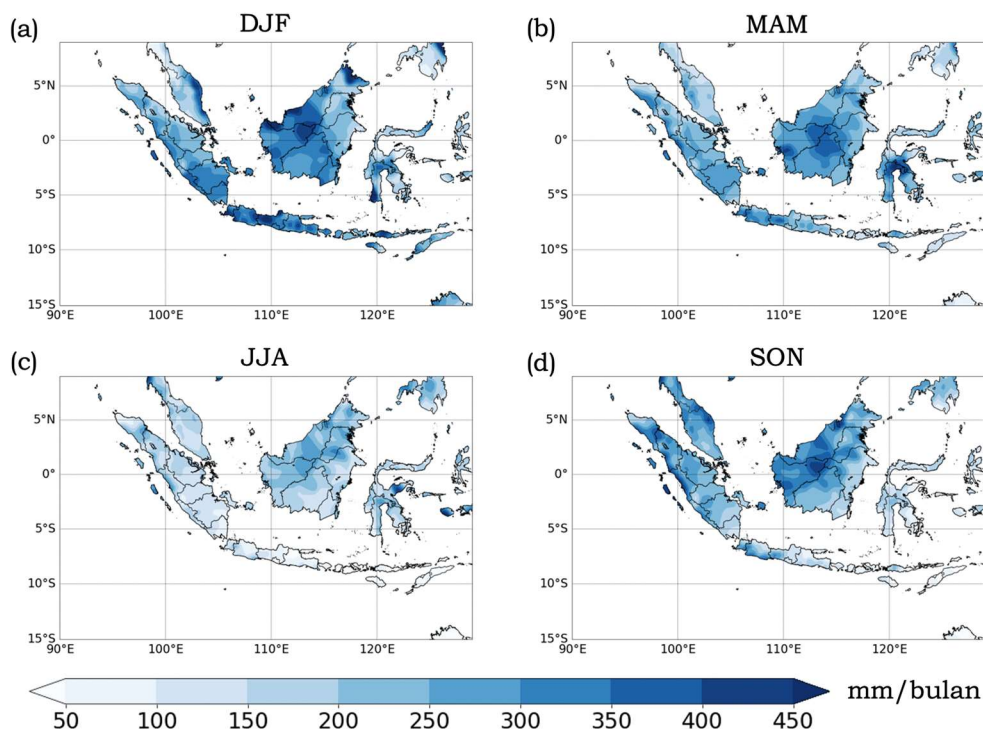 (a) DJF
(b) MAM
5°N
0°
5°S
10°S
15°S
90°E 100°E 110°E 120°E
5°N
0°
5°S
10°S
15°S
90°E 100°E 110°E 120°E
(c) JJA
(d) SON
5°N
0°
5°S
10°S
15°S
90°E 100°E 110°E 120°E
5°N
0°
5°S
10°S
15°S
90°E 100°E 110°E 120°E
mm/bulan
50 100 150 200 250 300 350 400 450